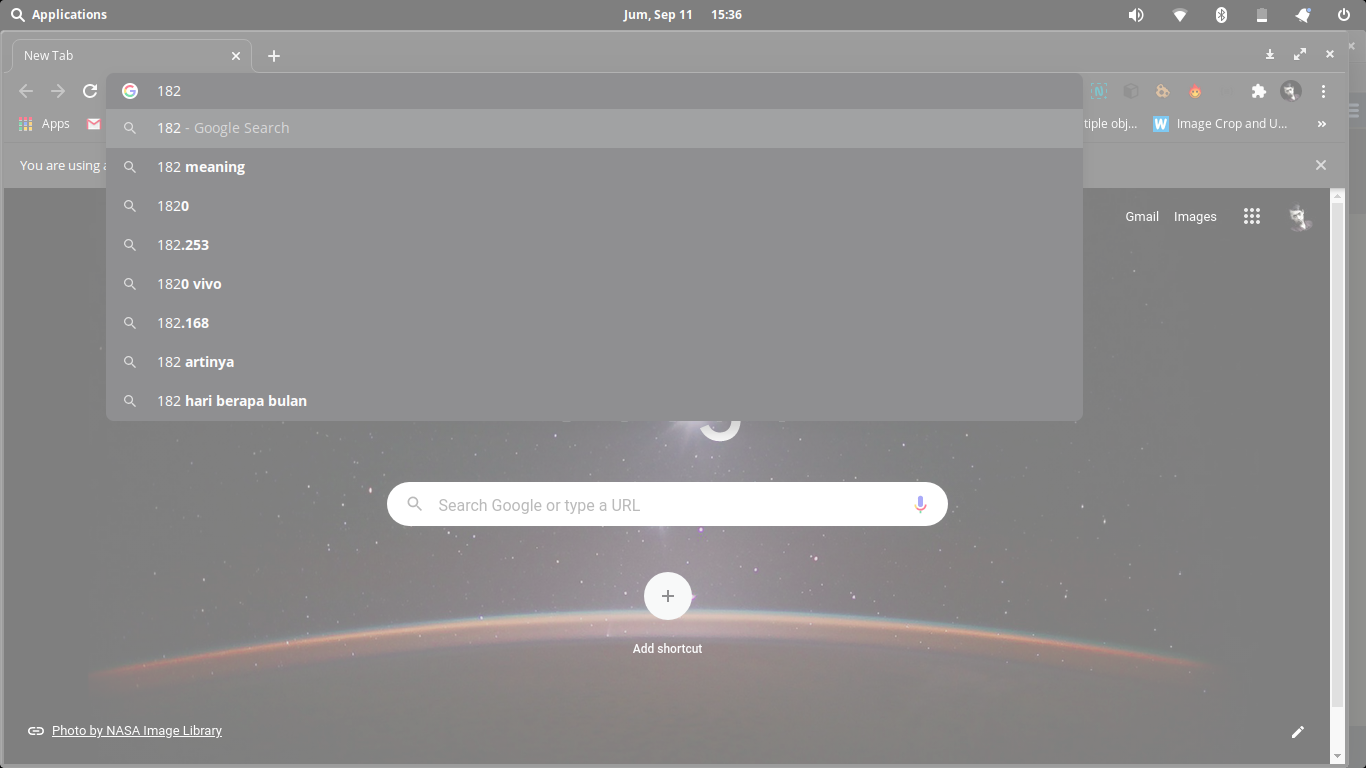 Applications
Jum, Sep 11 15:36
New Tab
182
Apps
tiple obj...
Image Crop and U...
»
182 - Google Search
You are using a
182 meaning
1820
Gmail Images
182.253
1820 vivo
182.168
182 artinya
182 hari berapa bulan
Search Google or type a URL
Add shortcut
Photo by NASA Image Library